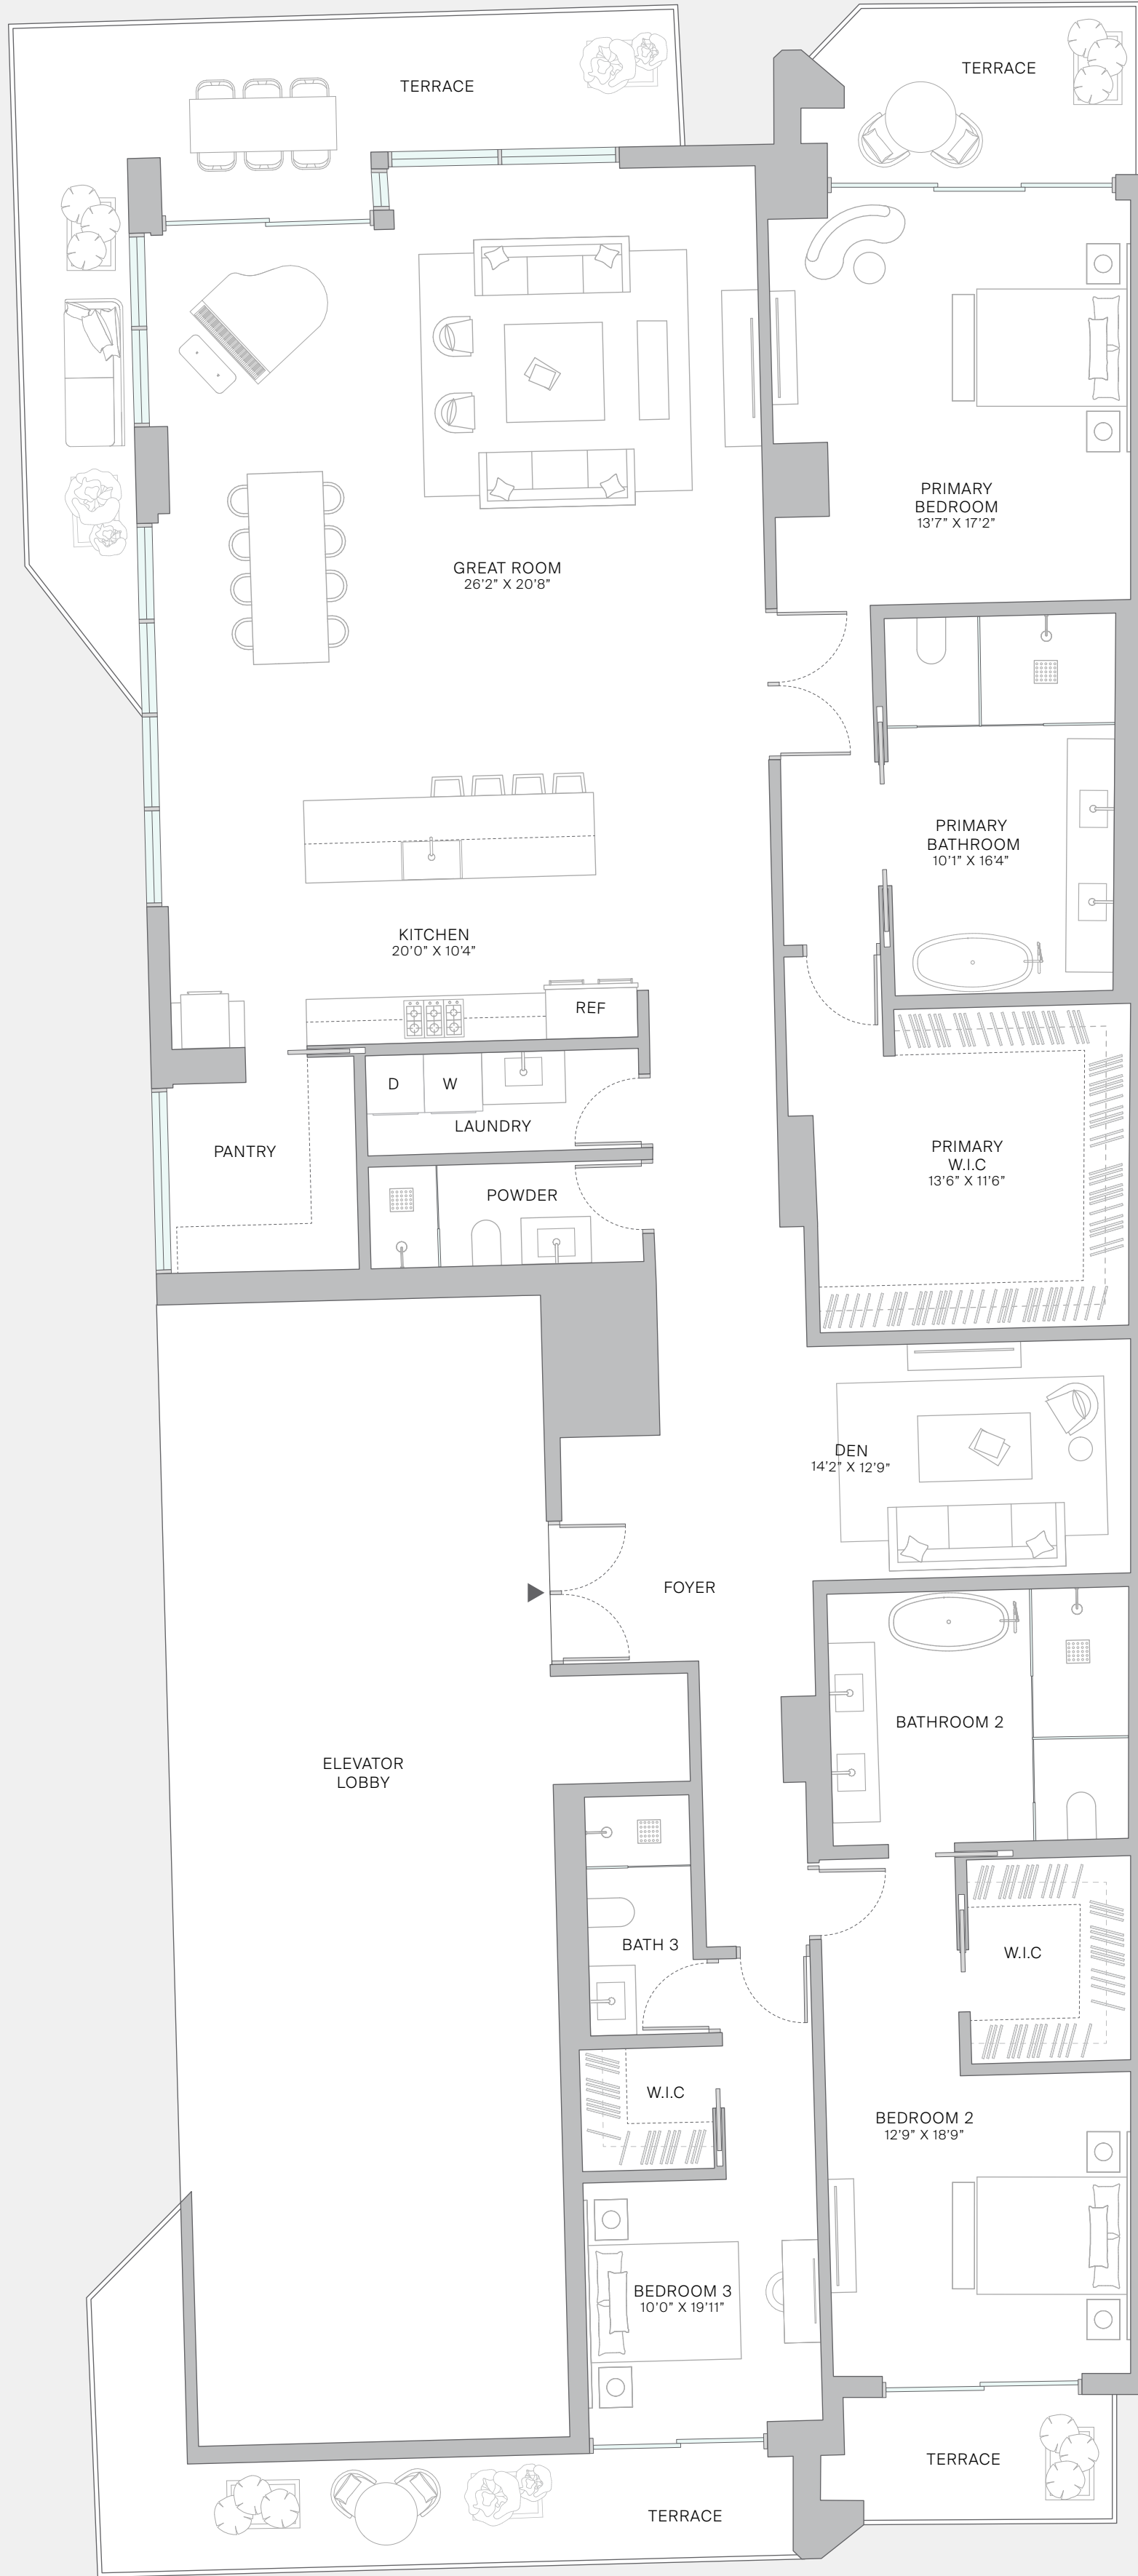 TERRACE
TERRACE
PRIMARY
BEDROOM
13'7" X 17'2"
GREAT ROOM
26'2" X 20'8"
PRIMARY
BATHROOM
10'1" X 16'4"
KITCHEN
20'0" X 10'4"
REF
D
W
LAUNDRY
PANTRY
PRIMARY
W.I.C
13'6" X 11'6"
POWDER
DEN
14'2" X 12'9"
FOYER
BATHROOM 2
ELEVATOR
LOBBY
BATH 3
W.I.C
W.I.C
BEDROOM 2
12'9" X 18'9"
BEDROOM 3
10'0" X 19'11"
TERRACE
TERRACE